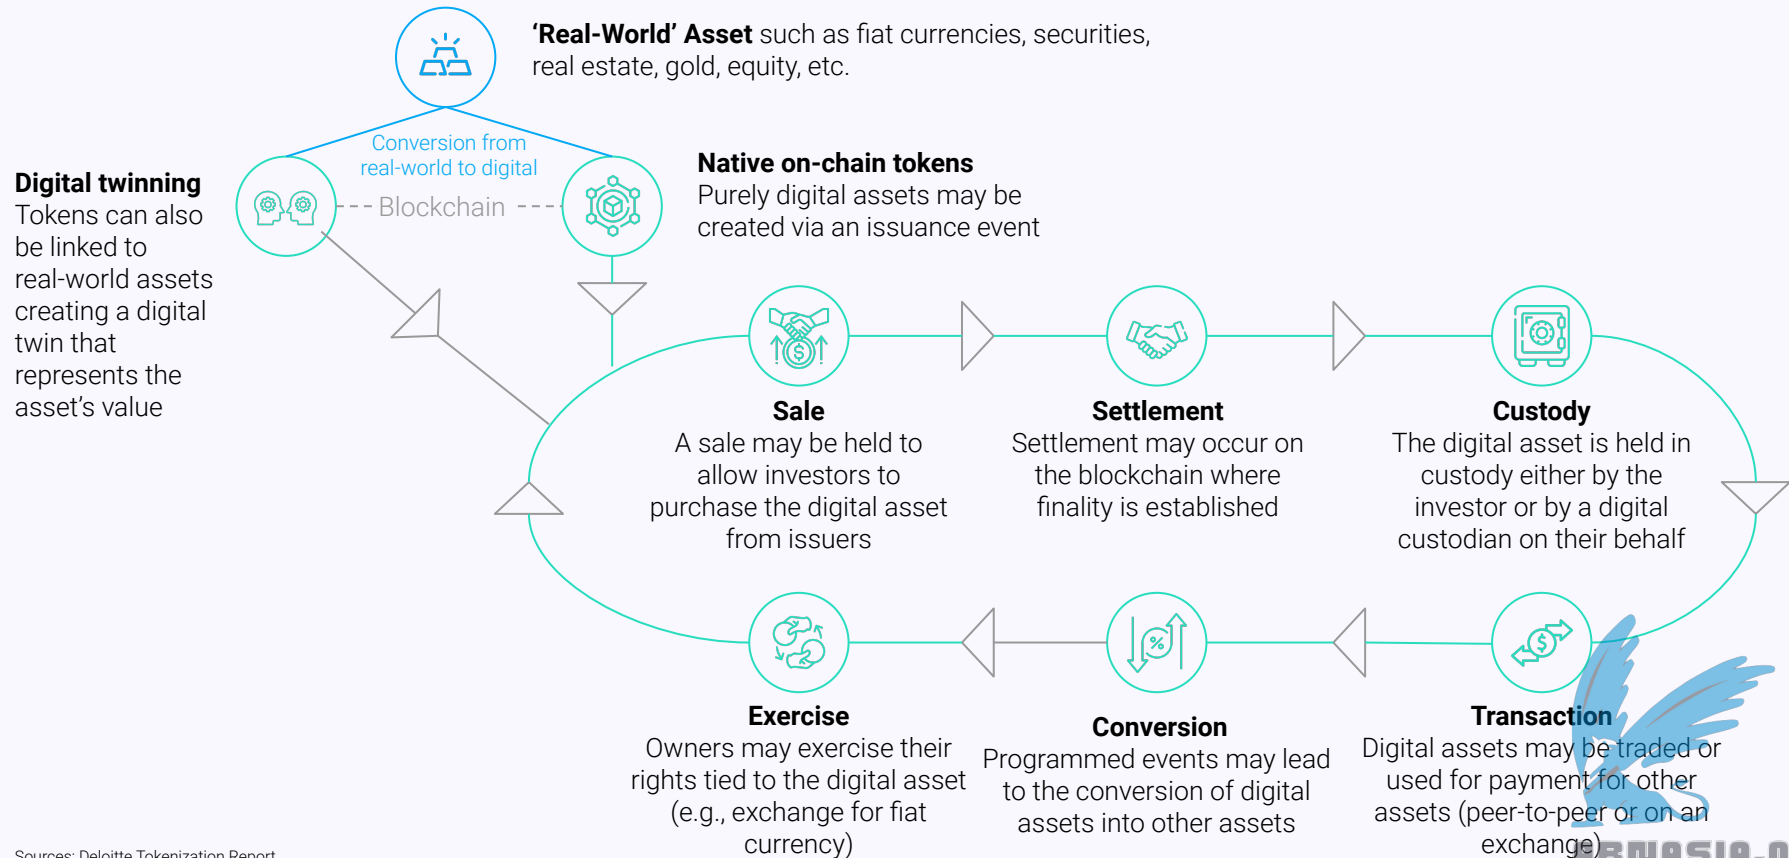 ‘Real-World’ Asset such as fiat currencies, securities,
real estate, gold, equity, etc.
Conversion from
real-world to digital
Blockchain
Digital twinning
Tokens can also
be linked to
real-world assets
creating a digital
twin that
represents the
asset’s value
Native on-chain tokens
Purely digital assets may be
created via an issuance event
Sale
A sale may be held to
allow investors to
purchase the digital asset
from issuers
Settlement
Settlement may occur on
the blockchain where
finality is established
Custody
The digital asset is held in
custody either by the
investor or by a digital
custodian on their behalf
Exercise
Owners may exercise their
rights tied to the digital asset
(e.g., exchange for fiat
currency)
Conversion
Programmed events may lead
to the conversion of digital
assets into other assets
Transaction
Digital assets may be traded or
used for payment for other
assets (peer-to-peer or on an
exchange)
Sources: Deloitte Tokenization Report